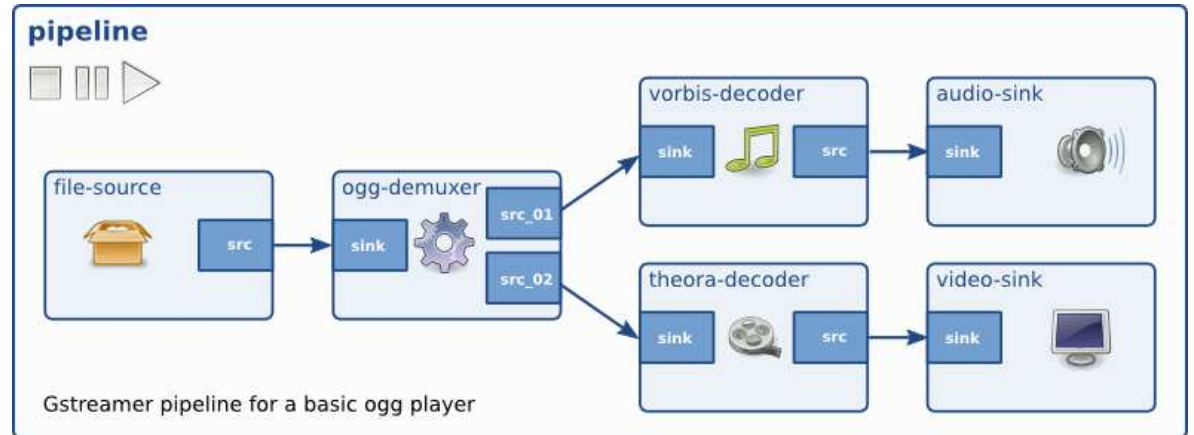 pipeline
file-source
src
ogg-demuxer
sink
src_01
src_02
vorbis-decoder
sink
src
audio-sink
sink
theora-decoder
sink
src
video-sink
sink
Gstreamer pipeline for a basic ogg player